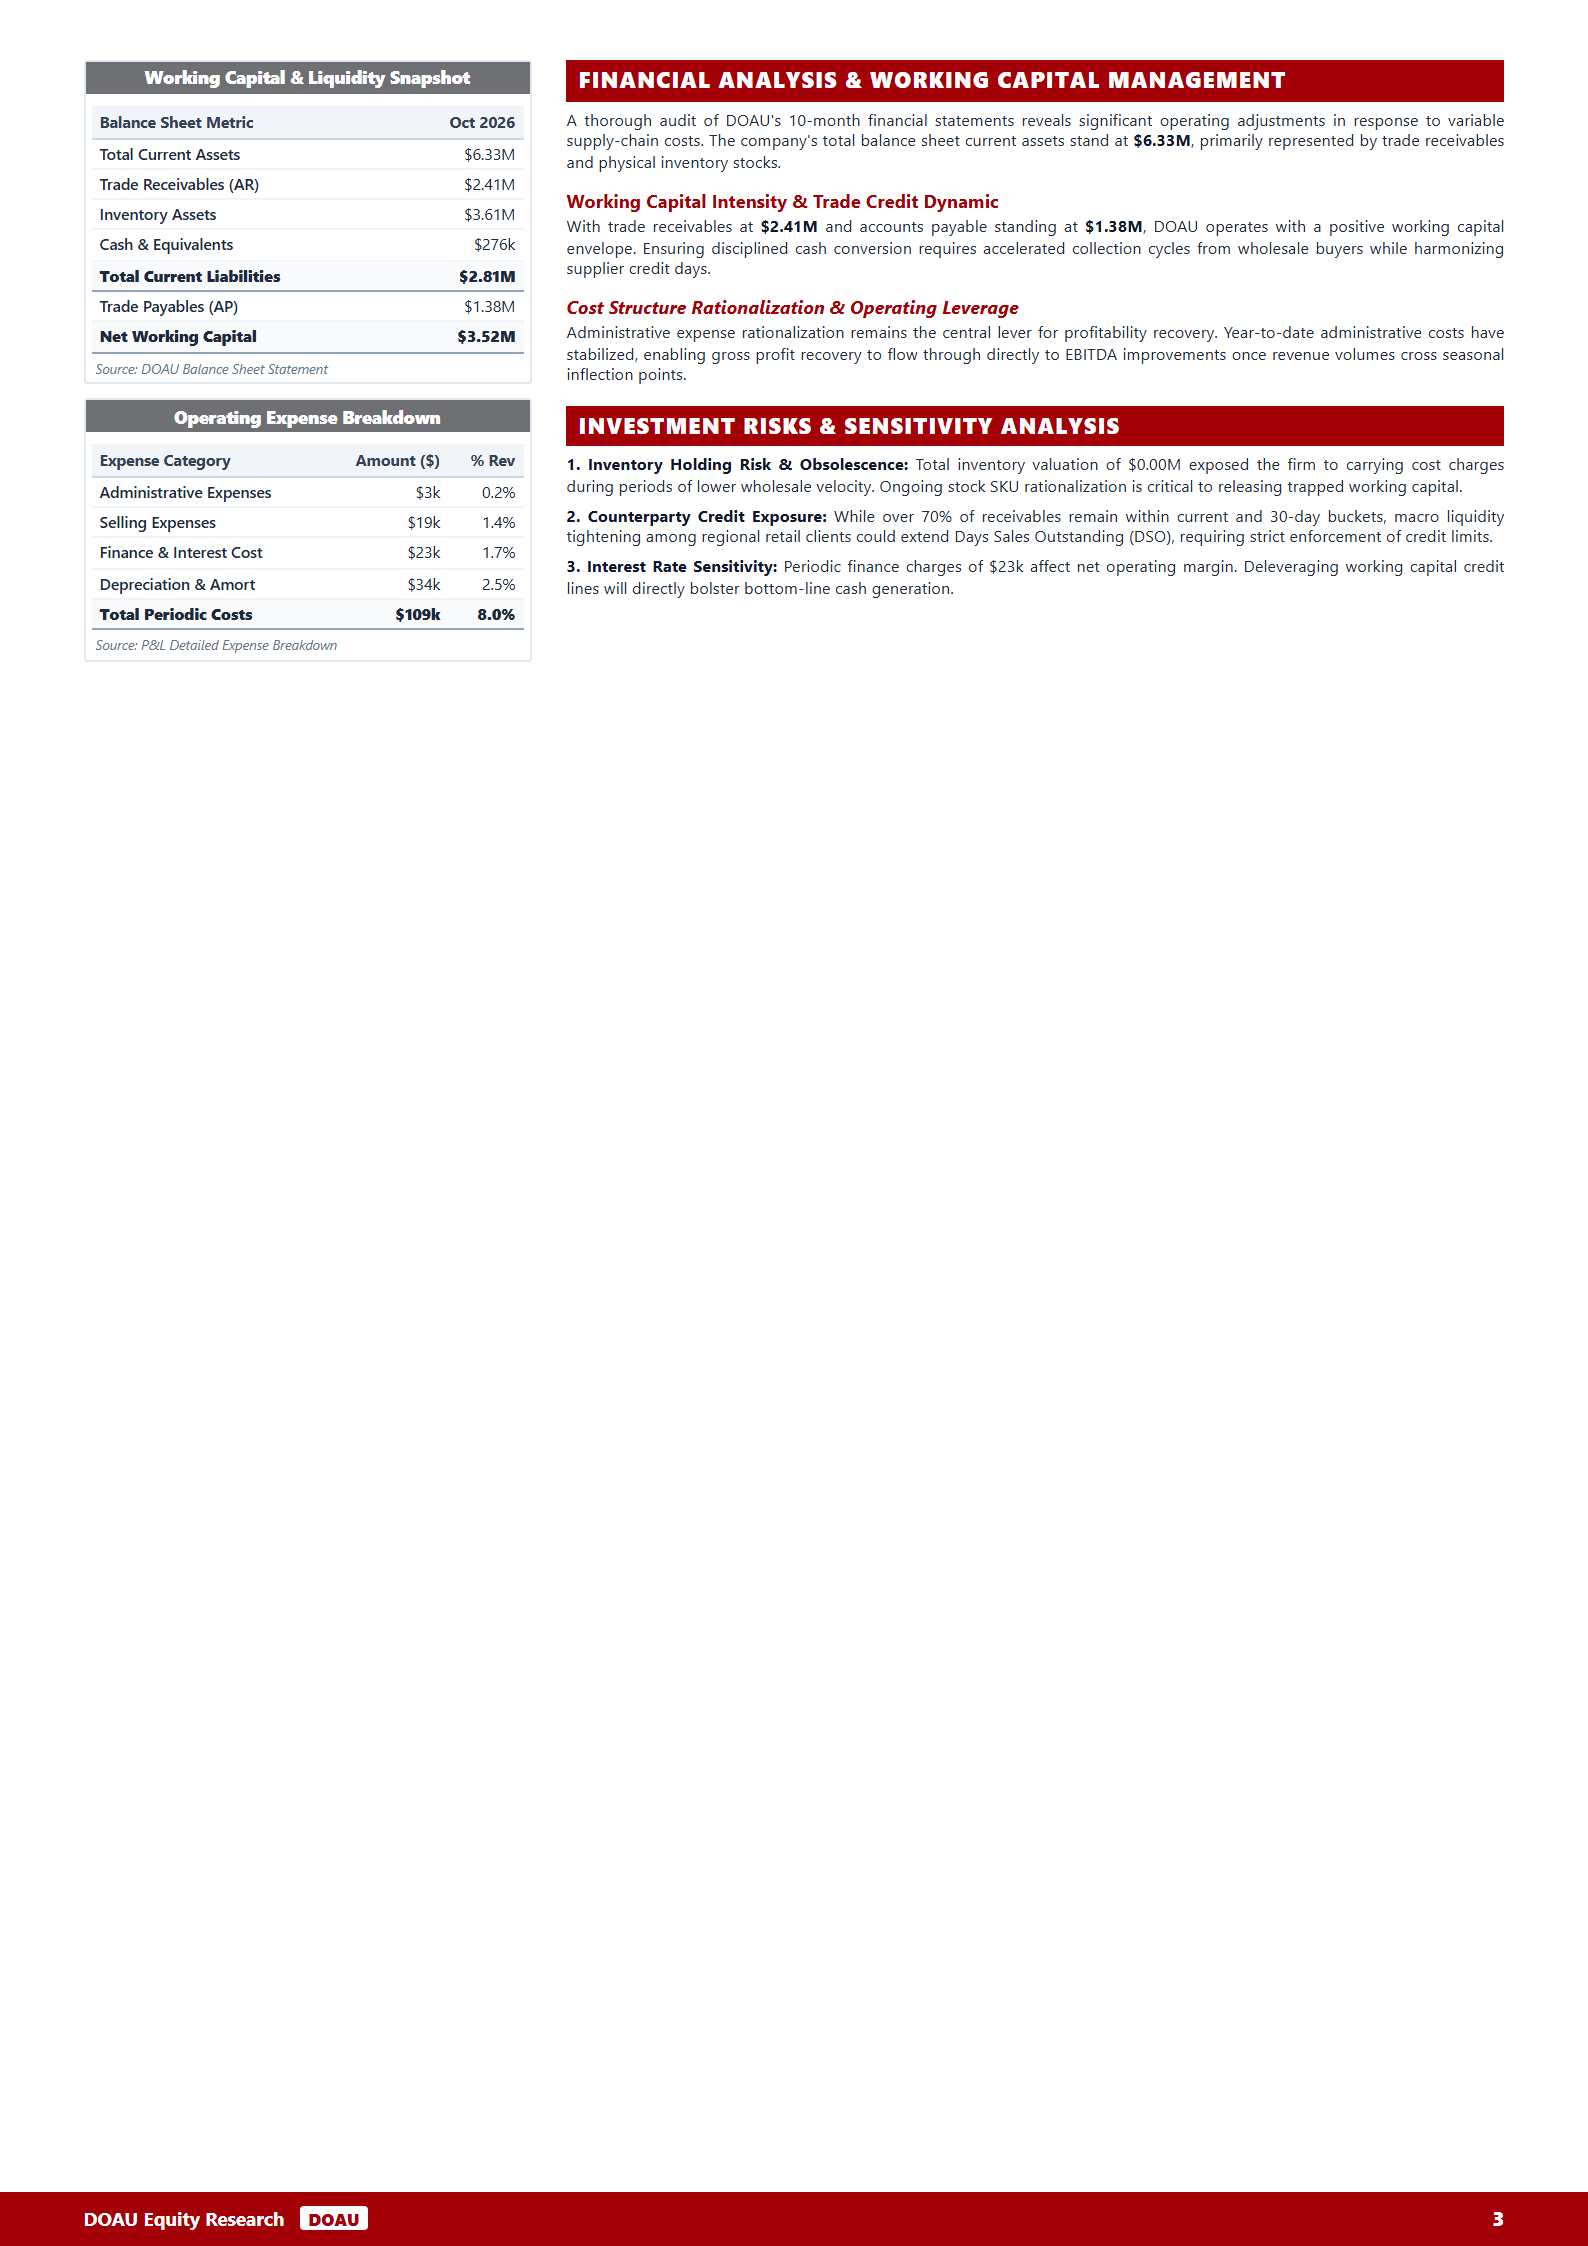 Working Capital & Liquidity Snapshot
Balance Sheet Metric Oct 2026
Total Current Assets $6.33M
Trade Receivables (AR) $2.41M
Inventory Assets $3.61M
Cash & Equivalents $276k
Total Current Liabilities $2.81M
Trade Payables (AP) $1.38M
Net Working Capital $3.52M
Source: DOAU Balance Sheet Statement
Operating Expense Breakdown
Expense Category Amount ($) % Rev
Administrative Expenses $3k 0.2%
Selling Expenses $19k 1.4%
Finance & Interest Cost $23k 1.7%
Depreciation & Amort $34k 2.5%
Total Periodic Costs $109k 8.0%
Source: P&L Detailed Expense Breakdown
FINANCIAL ANALYSIS & WORKING CAPITAL MANAGEMENT
A thorough audit of DOAU's 10-month financial statements reveals significant operating adjustments in response to variable
supply-chain costs. The company's total balance sheet current assets stand at $6.33M, primarily represented by trade receivables
and physical inventory stocks.
Working Capital Intensity & Trade Credit Dynamic
With trade receivables at $2.41M and accounts payable standing at $1.38M, DOAU operates with a positive working capital
envelope. Ensuring disciplined cash conversion requires accelerated collection cycles from wholesale buyers while harmonizing
supplier credit days.
Cost Structure Rationalization & Operating Leverage
Administrative expense rationalization remains the central lever for profitability recovery. Year-to-date administrative costs have
stabilized, enabling gross profit recovery to flow through directly to EBITDA improvements once revenue volumes cross seasonal
inflection points.
INVESTMENT RISKS & SENSITIVITY ANALYSIS
1. Inventory Holding Risk & Obsolescence: Total inventory valuation of $0.00M exposed the firm to carrying cost charges
during periods of lower wholesale velocity. Ongoing stock SKU rationalization is critical to releasing trapped working capital.
2. Counterparty Credit Exposure: While over 70% of receivables remain within current and 30-day buckets, macro liquidity
tightening among regional retail clients could extend Days Sales Outstanding (DSO), requiring strict enforcement of credit limits.
3. Interest Rate Sensitivity: Periodic finance charges of $23k affect net operating margin. Deleveraging working capital credit
lines will directly bolster bottom-line cash generation.
DOAU Equity Research DOAU 3